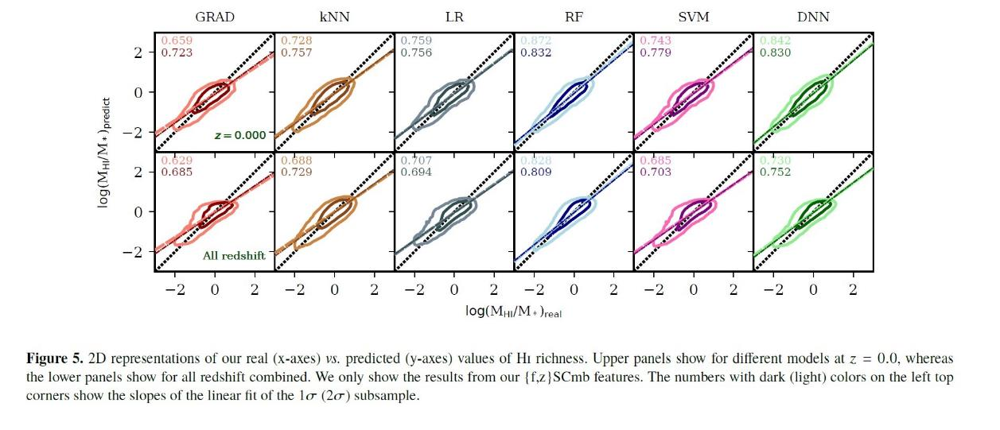 GRAD kNN LR RF SVM DNN
0.659 0.728 0.759 0.872 0.743 0.842
0.723 0.757 0.756 0.832 0.779 0.830
2
0
−2
z = 0.000
0.629 0.688 0.707 0.828 0.685 0.730
0.685 0.729 0.694 0.809 0.703 0.752
2
0
−2
All redshift
−2 0 2 −2 0 2 −2 0 2 −2 0 2 −2 0 2 −2 0 2
log(M_HI/M_*)_predict
log(M_HI/M_*)_real
Figure 5. 2D representations of our real (x-axes) vs. predicted (y-axes) values of HI richness. Upper panels show for different models at z = 0.0, whereas
the lower panels show for all redshift combined. We only show the results from our {f,z}SCmb features. The numbers with dark (light) colors on the left top
corners show the slopes of the linear fit of the 1σ (2σ) subsample.